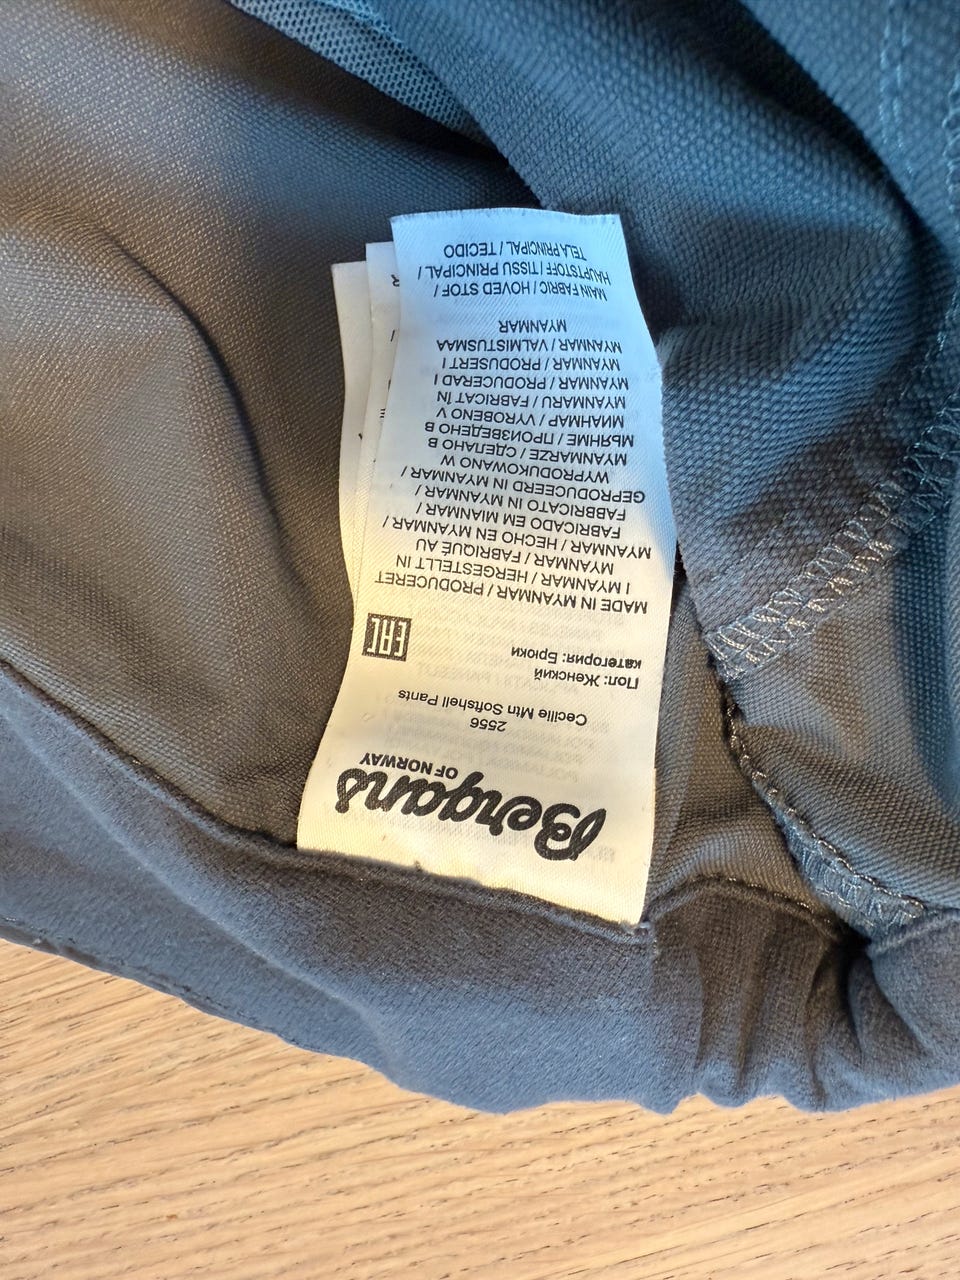 Bergans
OF NORWAY
2556
Cecilie Mtn Softshell Pants
Пол: Женский
категория: Брюки
EAC
MADE IN MYANMAR / PRODUCERET
I MYANMAR / HERGESTELLT IN
MYANMAR / FABRIQUÉ AU
MYANMAR / HECHO EN MYANMAR /
FABRICADO EM MIANMAR /
FABBRICATO IN MYANMAR /
GEPRODUCEERD IN MYANMAR /
WYPRODUKOWANO W
MYANMARZE / СДЕЛАНО В
МЬЯНМЕ / ПРОИЗВЕДЕНО В
МИАНМАР / VYROBENO V
MYANMARU / FABRICAT ÎN
MYANMAR / PRODUCERAD I
MYANMAR / PRODUSERT I
MYANMAR / VALMISTUSMAA
MYANMAR
MAIN FABRIC / HOVED STOF /
HAUPTSTOFF / TISSU PRINCIPAL /
TELA PRINCIPAL / TECIDO